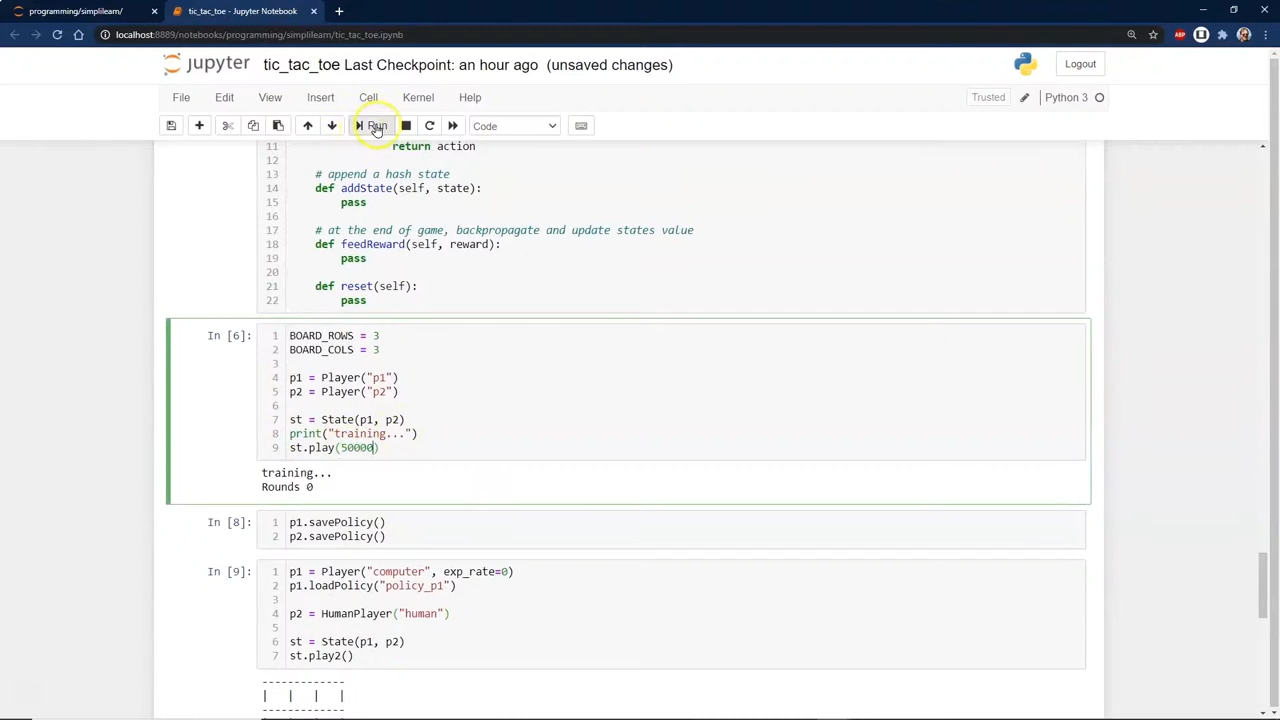 programming/simplilearn/
tic_tac_toe - Jupyter Notebook
localhost:8889/notebooks/programming/simplilearn/tic_tac_toe.ipynb
ABP
jupyter tic_tac_toe Last Checkpoint: an hour ago (unsaved changes)
Logout
File Edit View Insert Cell Kernel Help
Trusted Python 3
Run Code
11 return action
12
13 # append a hash state
14 def addState(self, state):
15 pass
16
17 # at the end of game, backpropagate and update states value
18 def feedReward(self, reward):
19 pass
20
21 def reset(self):
22 pass
In [6]:
1 BOARD_ROWS = 3
2 BOARD_COLS = 3
3
4 p1 = Player("p1")
5 p2 = Player("p2")
6
7 st = State(p1, p2)
8 print("training...")
9 st.play(50000)
training...
Rounds 0
In [8]:
1 p1.savePolicy()
2 p2.savePolicy()
In [9]:
1 p1 = Player("computer", exp_rate=0)
2 p1.loadPolicy("policy_p1")
3
4 p2 = HumanPlayer("human")
5
6 st = State(p1, p2)
7 st.play2()
-------------
| | | |
-------------